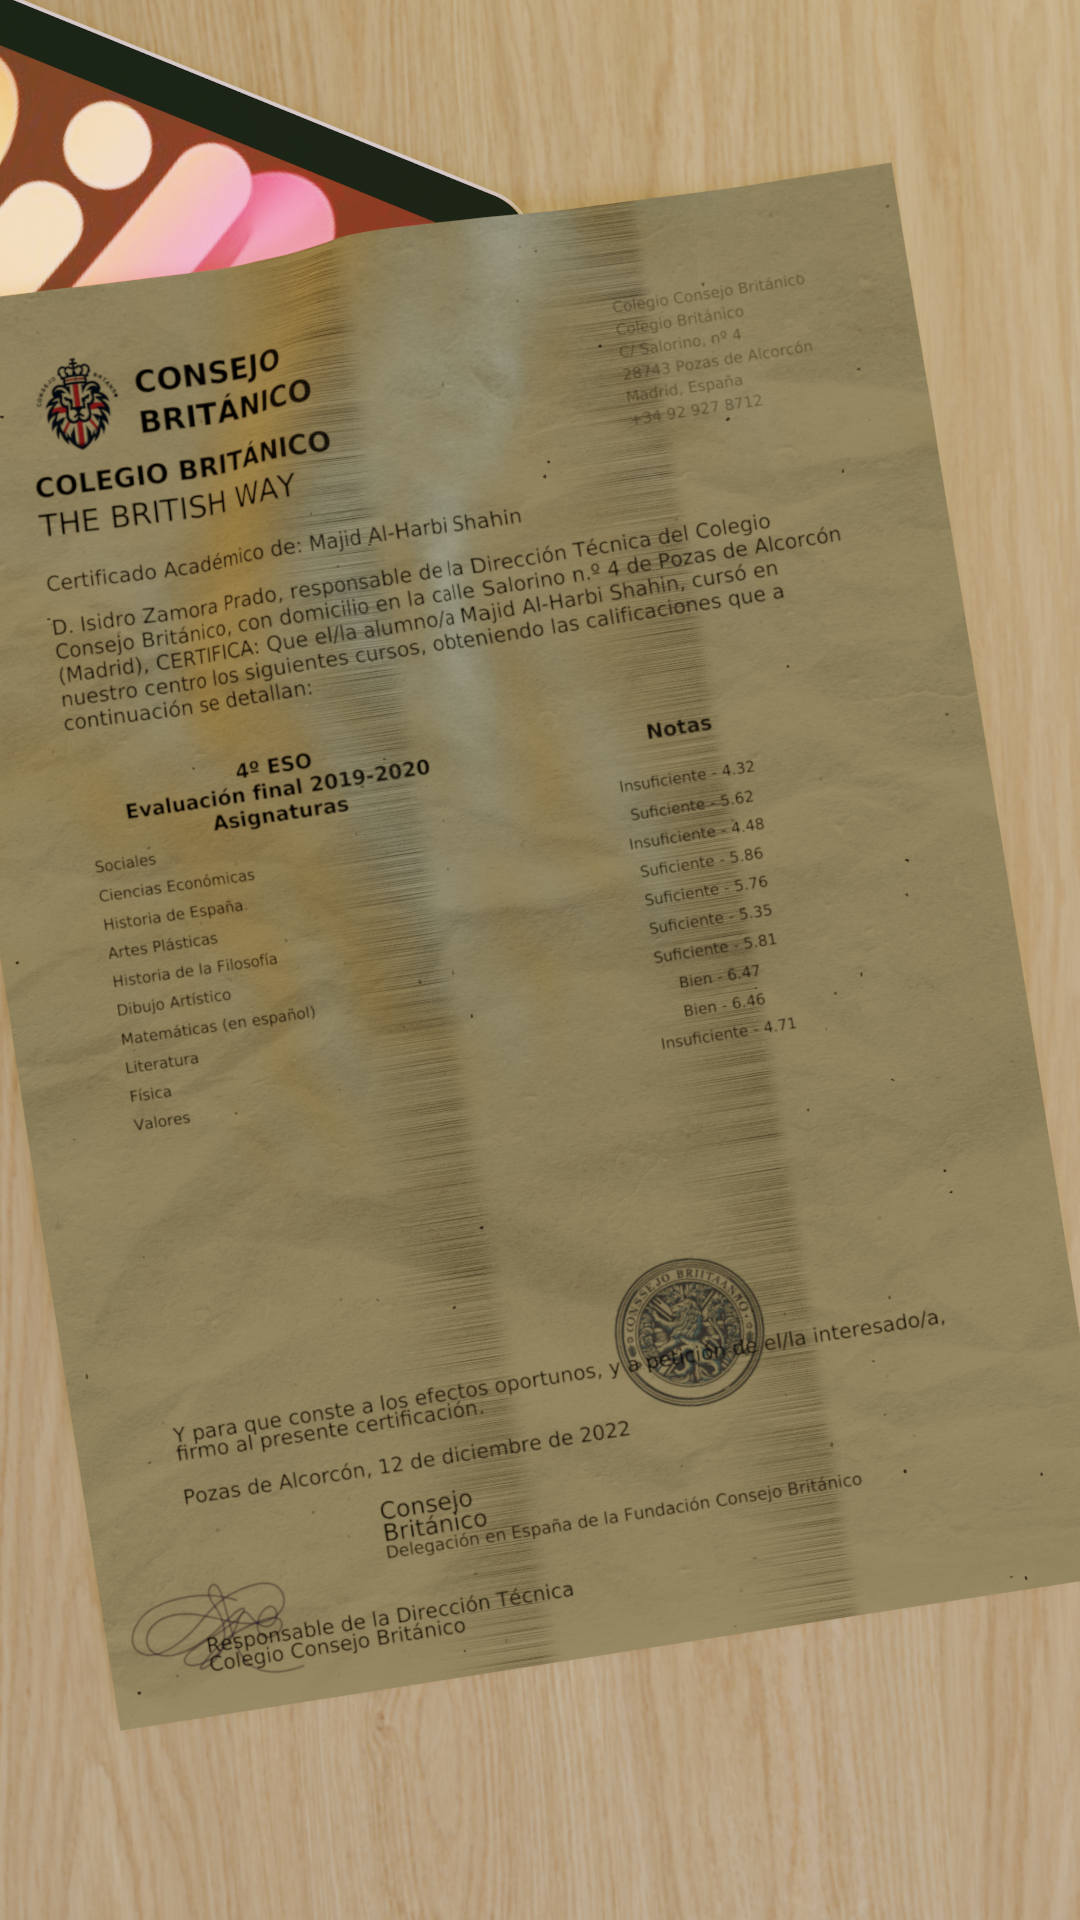 CONSEJO
BRITÁNICO
COLEGIO BRITÁNICO
THE BRITISH WAY
Colegio Consejo Británico
Colegio Británico
C/ Salorino, nº 4
28743 Pozas de Alcorcón
Madrid, España
+34 92 927 8712
Certificado Académico de: Majid Al-Harbi Shahin
D. Isidro Zamora Prado, responsable de la Dirección Técnica del Colegio
Consejo Británico, con domicilio en la calle Salorino n.º 4 de Pozas de Alcorcón
(Madrid), CERTIFICA: Que el/la alumno/a Majid Al-Harbi Shahin, cursó en
nuestro centro los siguientes cursos, obteniendo las calificaciones que a
continuación se detallan:
4º ESO
Evaluación final 2019-2020
Asignaturas
Notas
Sociales
Insuficiente - 4.32
Ciencias Económicas
Suficiente - 5.62
Historia de España
Insuficiente - 4.48
Artes Plásticas
Suficiente - 5.86
Historia de la Filosofía
Suficiente - 5.76
Dibujo Artístico
Suficiente - 5.35
Matemáticas (en español)
Suficiente - 5.81
Literatura
Bien - 6.47
Física
Bien - 6.46
Valores
Insuficiente - 4.71
Y para que conste a los efectos oportunos, y a petición de el/la interesado/a,
firmo al presente certificación.
Pozas de Alcorcón, 12 de diciembre de 2022
Consejo
Británico
Delegación en España de la Fundación Consejo Británico
Responsable de la Dirección Técnica
Colegio Consejo Británico